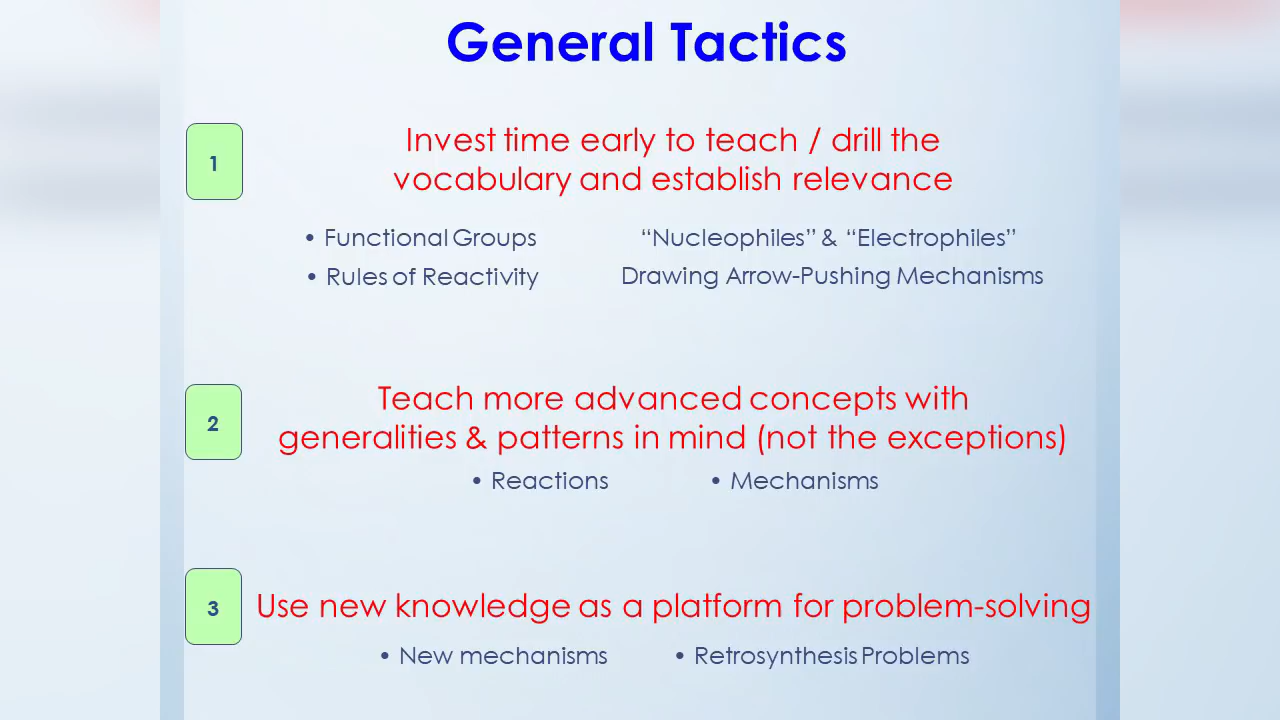 General Tactics
1
Invest time early to teach / drill the
vocabulary and establish relevance
• Functional Groups “Nucleophiles” & “Electrophiles”
• Rules of Reactivity Drawing Arrow-Pushing Mechanisms
2
Teach more advanced concepts with
generalities & patterns in mind (not the exceptions)
• Reactions • Mechanisms
3
Use new knowledge as a platform for problem-solving
• New mechanisms • Retrosynthesis Problems